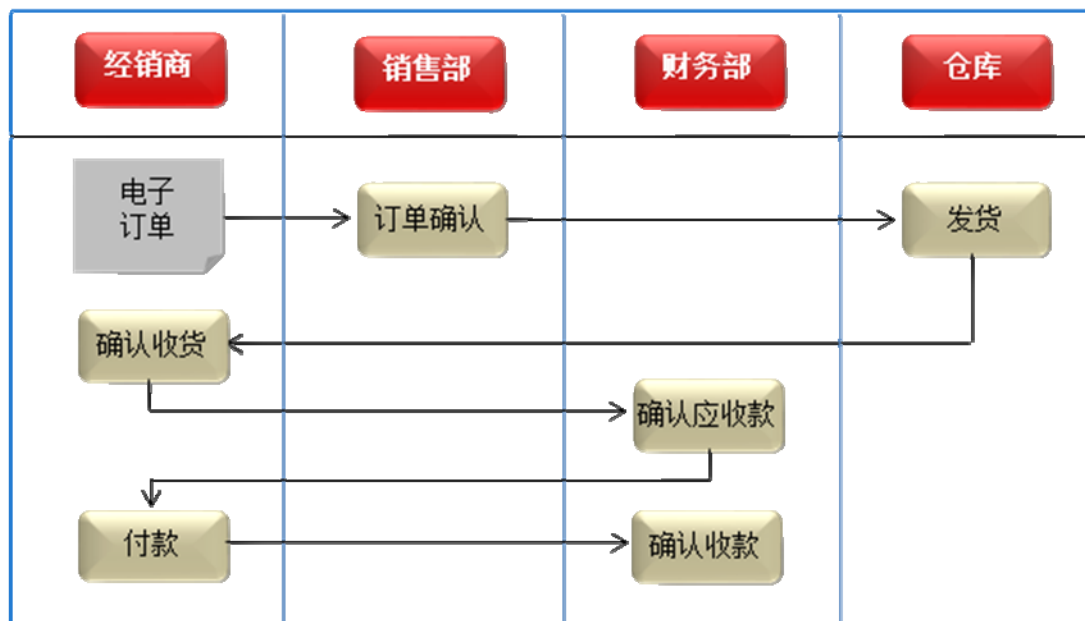 经销商
销售部
财务部
仓库
电子
订单
订单确认
发货
确认收货
确认应收款
付款
确认收款